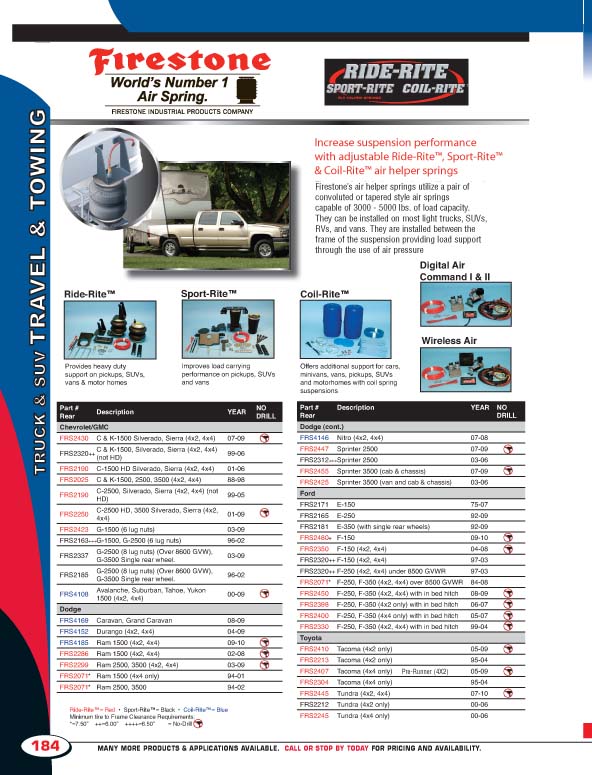 Firestone
World's Number 1
Air Spring.
FIRESTONE INDUSTRIAL PRODUCTS COMPANY
RIDE-RITE™
SPORT-RITE™ COIL-RITE™
TRUCK & SUV TRAVEL & TOWING
Increase suspension performance
with adjustable Ride-Rite™, Sport-Rite™
& Coil-Rite™ air helper springs
Firestone's air helper springs utilize a pair of
convoluted or tapered style air springs
capable of 3000 - 5000 lbs. of load capacity.
They can be installed on most light trucks, SUVs,
RVs, and vans. They are installed between the
frame of the suspension providing load support
through the use of air pressure
Digital Air
Command I & II
Ride-Rite™
Sport-Rite™
Coil-Rite™
Wireless Air
Provides heavy duty
support on pickups, SUVs,
vans & motor homes
Improves load carrying
performance on pickups, SUVs
and vans
Offers additional support for cars,
minivans, vans, pickups, SUVs
and motorhomes with coil spring
suspensions.
Part # Rear Description YEAR NO DRILL
Chevrolet/GMC
FRS2430 C & K-1500 Silverado, Sierra (4x2, 4x4) 07-09
FRS2320++ C & K-1500 Silverado, Sierra (4x2, 4x4) 99-06
(not HD)
FRS2190 C-1500 HD Silverado, Sierra (4x2, 4x4) 01-06
FRS2025 C & K-1500, 2500, 3500 (4x2, 4x4) 88-98
FRS2190 C-2500, Silverado, Sierra (4x2, 4x4) (not 99-05
HD)
FRS2250 C-2500 HD, 3500 Silverado, Sierra (4x2, 01-09
4x4)
FRS2423 G-1500 (6 lug nuts) 03-09
FRS2163+++ G-1500, G-2500 (6 lug nuts) 96-02
FRS2337 G-2500 (8 lug nuts) (Over 8600 GVW), 03-09
G-3500 Single rear wheel.
FRS2185 G-2500 (8 lug nuts) (Over 8600 GVW), 96-02
G-3500 Single rear wheel
FRS4108 Avalanche, Suburban, Tahoe, Yukon 00-09
1500 (4x2, 4x4)
Dodge
FRS4169 Caravan, Grand Caravan 08-09
FRS4152 Durango (4x2, 4x4) 04-09
FRS4185 Ram 1500 (4x2, 4x4) 09-10
FRS2286 Ram 1500 (4x2, 4x4) 02-08
FRS2299 Ram 2500, 3500 (4x2, 4x4) 03-09
FRS2071* Ram 1500 (4x4 only) 94-01
FRS2071* Ram 2500, 3500 94-02
Part # Rear Description YEAR NO DRILL
Dodge (cont.)
FRS4146 Nitro (4x2, 4x4) 07-08
FRS2447 Sprinter 2500 07-09
FRS2312+++ Sprinter 2500 03-06
FRS2455 Sprinter 3500 (cab & chassis) 07-09
FRS2425 Sprinter 3500 (van and cab & chassis) 03-06
Ford
FRS2171 E-150 75-07
FRS2165 E-250 92-09
FRS2181 E-350 (with single rear wheels) 92-09
FRS2460+ F-150 09-10
FRS2350 F-150 (4x2, 4x4) 04-08
FRS2320++ F-150 (4x2, 4x4) 97-03
FRS2320++ F-250 (4x2, 4x4) under 8500 GVWR 97-03
FRS2071* F-250, F-350 (4x2, 4x4) over 8500 GVWR 84-08
FRS2450 F-250, F-350 (4x2, 4x4) with in bed hitch 08-09
FRS2398 F-250, F-350 (4x2 only) with in bed hitch 06-07
FRS2400 F-250, F-350 (4x4 only) with in bed hitch 05-07
FRS2330 F-250, F-350 (4x2, 4x4) with in bed hitch 99-04
Toyota
FRS2410 Tacoma (4x2 only) 05-09
FRS2213 Tacoma (4x2 only) 95-04
FRS2407 Tacoma (4x4 only) Pre-Runner (4X2) 05-09
FRS2304 Tacoma (4x4 only) 95-04
FRS2445 Tundra (4x2, 4x4) 07-10
FRS2212 Tundra (4x2 only) 00-06
FRS2245 Tundra (4x4 only) 00-06
Ride-Rite™= Red • Sport-Rite™= Black • Coil-Rite™= Blue
Minimum tire to Frame Clearance Requirements.
*=7.50" ++=6.00" ++++=6.50" = No-Drill
184
MANY MORE PRODUCTS & APPLICATIONS AVAILABLE. CALL OR STOP BY TODAY FOR PRICING AND AVAILABILITY.